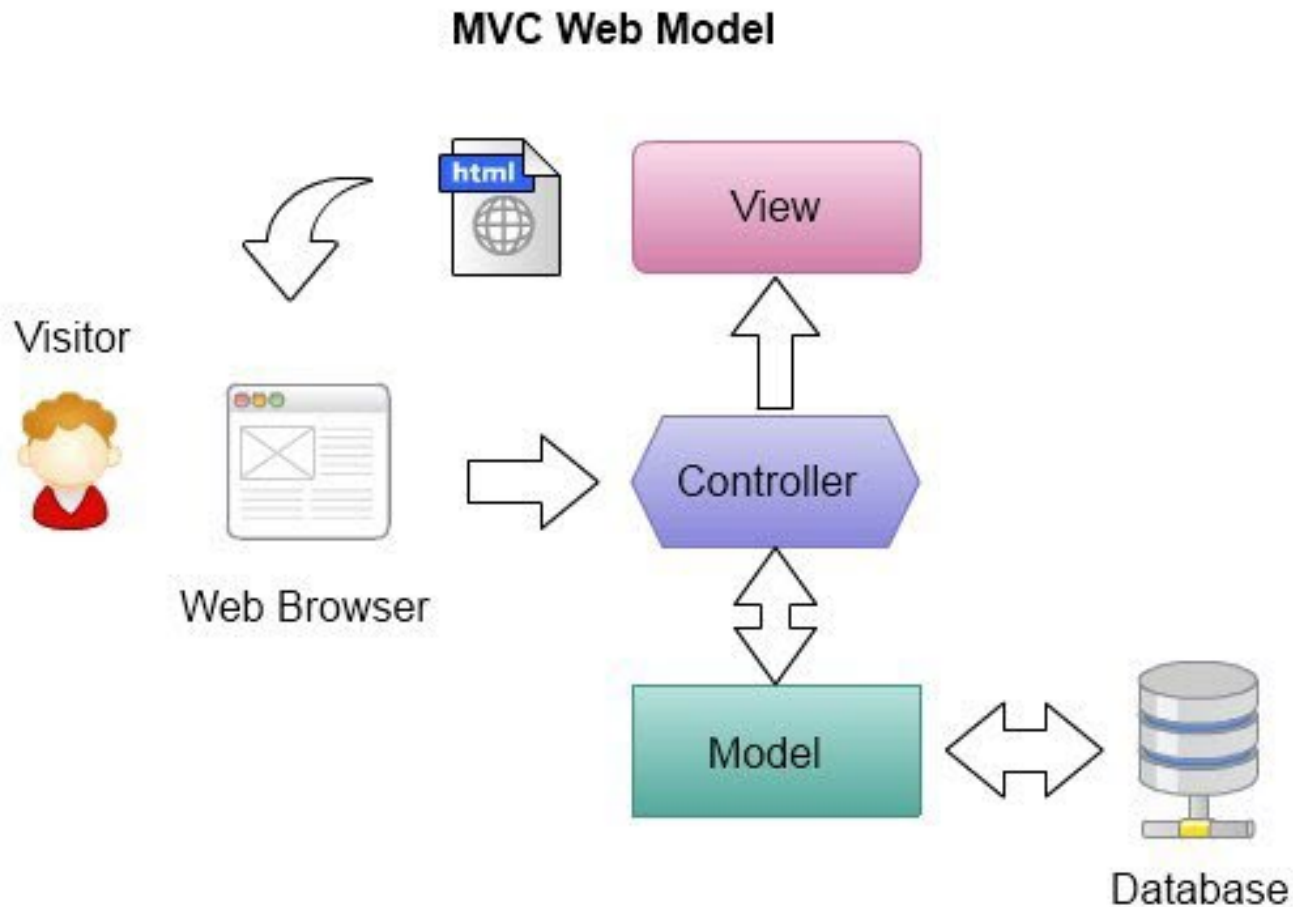 MVC Web Model
html
View
Visitor
Controller
Web Browser
Model
Database